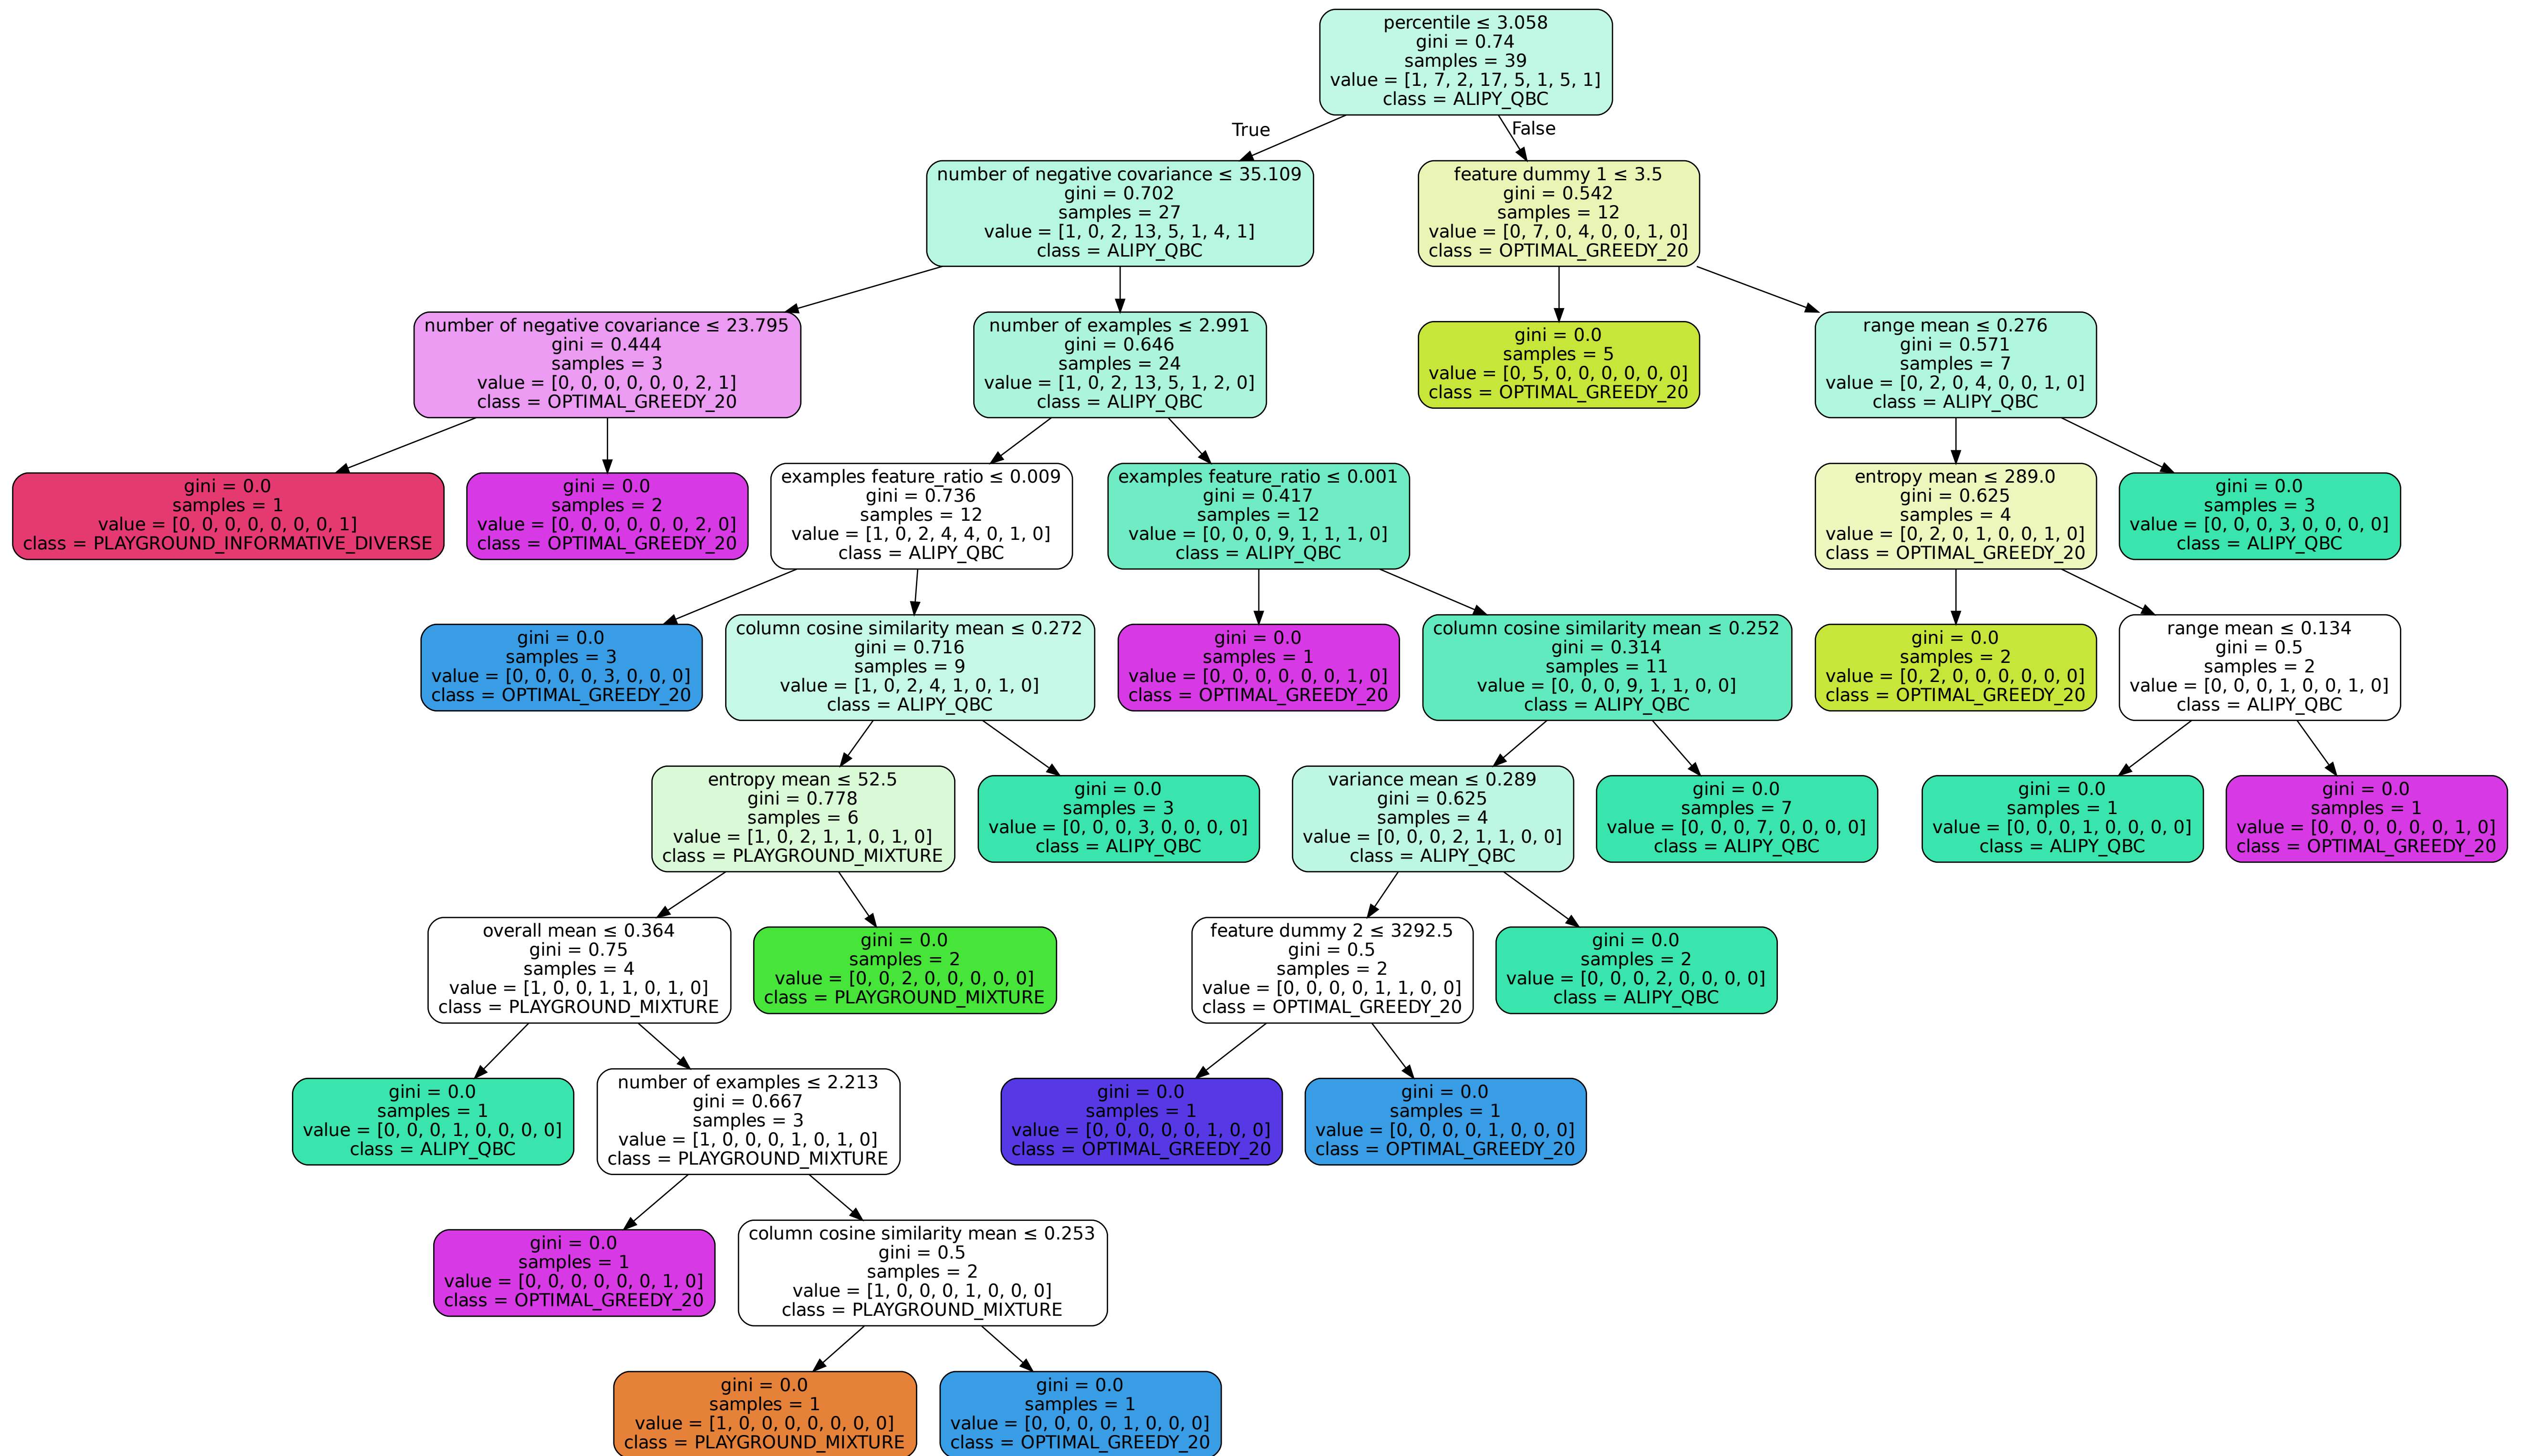 percentile ≤ 3.058
gini = 0.74
samples = 39
value = [1, 7, 2, 17, 5, 1, 5, 1]
class = ALIPY_QBC
True
False
number of negative covariance ≤ 35.109
gini = 0.702
samples = 27
value = [1, 0, 2, 13, 5, 1, 4, 1]
class = ALIPY_QBC
feature dummy 1 ≤ 3.5
gini = 0.542
samples = 12
value = [0, 7, 0, 4, 0, 0, 1, 0]
class = OPTIMAL_GREEDY_20
number of negative covariance ≤ 23.795
gini = 0.444
samples = 3
value = [0, 0, 0, 0, 0, 0, 2, 1]
class = OPTIMAL_GREEDY_20
number of examples ≤ 2.991
gini = 0.646
samples = 24
value = [1, 0, 2, 13, 5, 1, 2, 0]
class = ALIPY_QBC
gini = 0.0
samples = 5
value = [0, 5, 0, 0, 0, 0, 0, 0]
class = OPTIMAL_GREEDY_20
range mean ≤ 0.276
gini = 0.571
samples = 7
value = [0, 2, 0, 4, 0, 0, 1, 0]
class = ALIPY_QBC
gini = 0.0
samples = 1
value = [0, 0, 0, 0, 0, 0, 0, 1]
class = PLAYGROUND_INFORMATIVE_DIVERSE
gini = 0.0
samples = 2
value = [0, 0, 0, 0, 0, 0, 2, 0]
class = OPTIMAL_GREEDY_20
examples feature_ratio ≤ 0.009
gini = 0.736
samples = 12
value = [1, 0, 2, 4, 4, 0, 1, 0]
class = ALIPY_QBC
examples feature_ratio ≤ 0.001
gini = 0.417
samples = 12
value = [0, 0, 0, 9, 1, 1, 1, 0]
class = ALIPY_QBC
entropy mean ≤ 289.0
gini = 0.625
samples = 4
value = [0, 2, 0, 1, 0, 0, 1, 0]
class = OPTIMAL_GREEDY_20
gini = 0.0
samples = 3
value = [0, 0, 0, 3, 0, 0, 0, 0]
class = ALIPY_QBC
gini = 0.0
samples = 3
value = [0, 0, 0, 0, 3, 0, 0, 0]
class = OPTIMAL_GREEDY_20
column cosine similarity mean ≤ 0.272
gini = 0.716
samples = 9
value = [1, 0, 2, 4, 1, 0, 1, 0]
class = ALIPY_QBC
gini = 0.0
samples = 1
value = [0, 0, 0, 0, 0, 0, 1, 0]
class = OPTIMAL_GREEDY_20
column cosine similarity mean ≤ 0.252
gini = 0.314
samples = 11
value = [0, 0, 0, 9, 1, 1, 0, 0]
class = ALIPY_QBC
gini = 0.0
samples = 2
value = [0, 2, 0, 0, 0, 0, 0, 0]
class = OPTIMAL_GREEDY_20
range mean ≤ 0.134
gini = 0.5
samples = 2
value = [0, 0, 0, 1, 0, 0, 1, 0]
class = ALIPY_QBC
entropy mean ≤ 52.5
gini = 0.778
samples = 6
value = [1, 0, 2, 1, 1, 0, 1, 0]
class = PLAYGROUND_MIXTURE
gini = 0.0
samples = 3
value = [0, 0, 0, 3, 0, 0, 0, 0]
class = ALIPY_QBC
variance mean ≤ 0.289
gini = 0.625
samples = 4
value = [0, 0, 0, 2, 1, 1, 0, 0]
class = ALIPY_QBC
gini = 0.0
samples = 7
value = [0, 0, 0, 7, 0, 0, 0, 0]
class = ALIPY_QBC
gini = 0.0
samples = 1
value = [0, 0, 0, 1, 0, 0, 0, 0]
class = ALIPY_QBC
gini = 0.0
samples = 1
value = [0, 0, 0, 0, 0, 0, 1, 0]
class = OPTIMAL_GREEDY_20
overall mean ≤ 0.364
gini = 0.75
samples = 4
value = [1, 0, 0, 1, 1, 0, 1, 0]
class = PLAYGROUND_MIXTURE
gini = 0.0
samples = 2
value = [0, 0, 2, 0, 0, 0, 0, 0]
class = PLAYGROUND_MIXTURE
feature dummy 2 ≤ 3292.5
gini = 0.5
samples = 2
value = [0, 0, 0, 0, 1, 1, 0, 0]
class = OPTIMAL_GREEDY_20
gini = 0.0
samples = 2
value = [0, 0, 0, 2, 0, 0, 0, 0]
class = ALIPY_QBC
gini = 0.0
samples = 1
value = [0, 0, 0, 1, 0, 0, 0, 0]
class = ALIPY_QBC
number of examples ≤ 2.213
gini = 0.667
samples = 3
value = [1, 0, 0, 0, 1, 0, 1, 0]
class = PLAYGROUND_MIXTURE
gini = 0.0
samples = 1
value = [0, 0, 0, 0, 0, 1, 0, 0]
class = OPTIMAL_GREEDY_20
gini = 0.0
samples = 1
value = [0, 0, 0, 0, 1, 0, 0, 0]
class = OPTIMAL_GREEDY_20
gini = 0.0
samples = 1
value = [0, 0, 0, 0, 0, 0, 1, 0]
class = OPTIMAL_GREEDY_20
column cosine similarity mean ≤ 0.253
gini = 0.5
samples = 2
value = [1, 0, 0, 0, 1, 0, 0, 0]
class = PLAYGROUND_MIXTURE
gini = 0.0
samples = 1
value = [1, 0, 0, 0, 0, 0, 0, 0]
class = PLAYGROUND_MIXTURE
gini = 0.0
samples = 1
value = [0, 0, 0, 0, 1, 0, 0, 0]
class = OPTIMAL_GREEDY_20